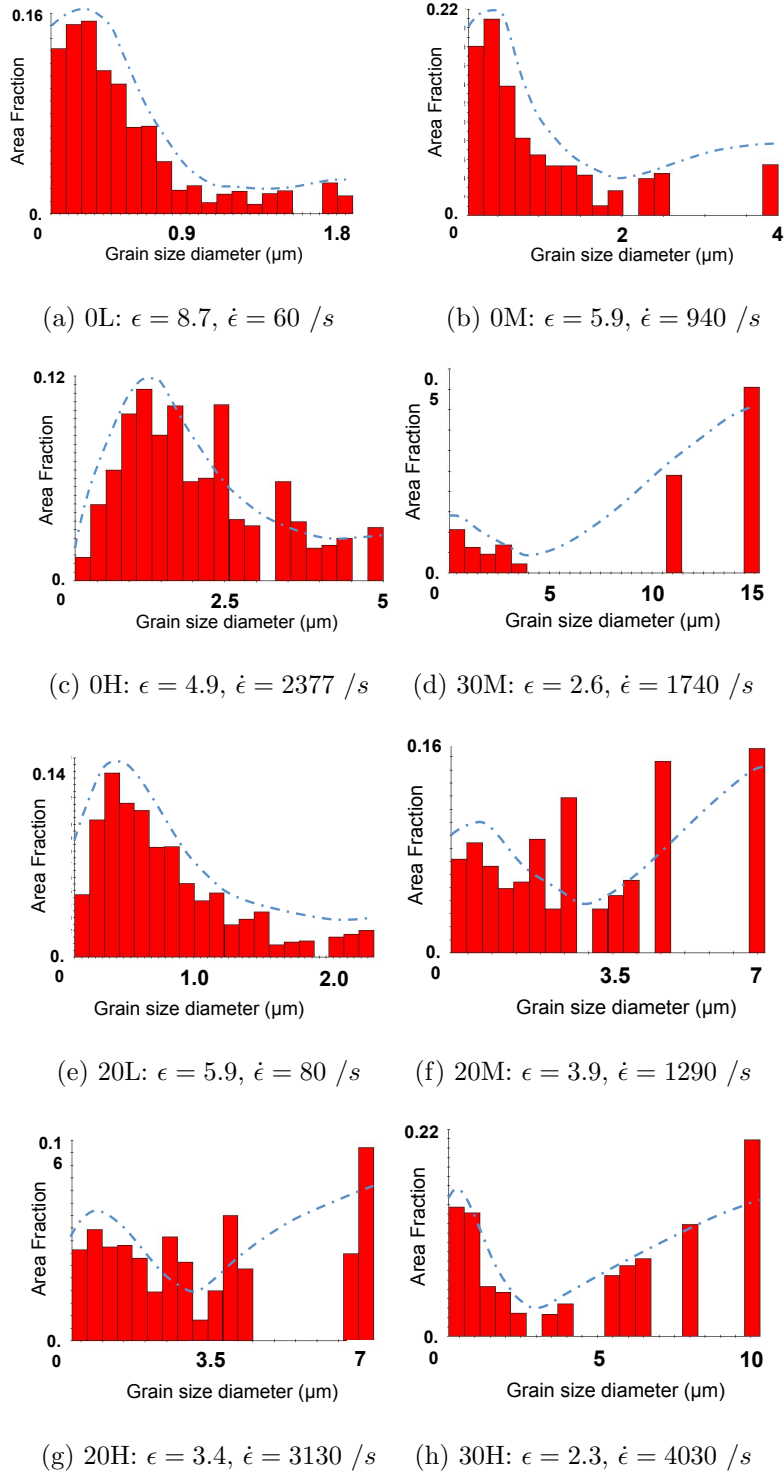 0.16
Area Fraction
0.
0
0.9
1.8
Grain size diameter (µm)
(a) 0L: ϵ = 8.7, ϵ̇ = 60 /s
0.22
Area Fraction
0.
0
2
4
Grain size diameter (µm)
(b) 0M: ϵ = 5.9, ϵ̇ = 940 /s
0.12
Area Fraction
0.
0
2.5
5
Grain size diameter (µm)
(c) 0H: ϵ = 4.9, ϵ̇ = 2377 /s
0.
5
Area Fraction
0.
0
5
10
15
Grain size diameter (µm)
(d) 30M: ϵ = 2.6, ϵ̇ = 1740 /s
0.14
Area Fraction
0.
0
1.0
2.0
Grain size diameter (µm)
(e) 20L: ϵ = 5.9, ϵ̇ = 80 /s
0.16
Area Fraction
0.
0
3.5
7
Grain size diameter (µm)
(f) 20M: ϵ = 3.9, ϵ̇ = 1290 /s
0.1
6
Area Fraction
0.
0
3.5
7
Grain size diameter (µm)
(g) 20H: ϵ = 3.4, ϵ̇ = 3130 /s
0.22
Area Fraction
0.
0
5
10
Grain size diameter (µm)
(h) 30H: ϵ = 2.3, ϵ̇ = 4030 /s